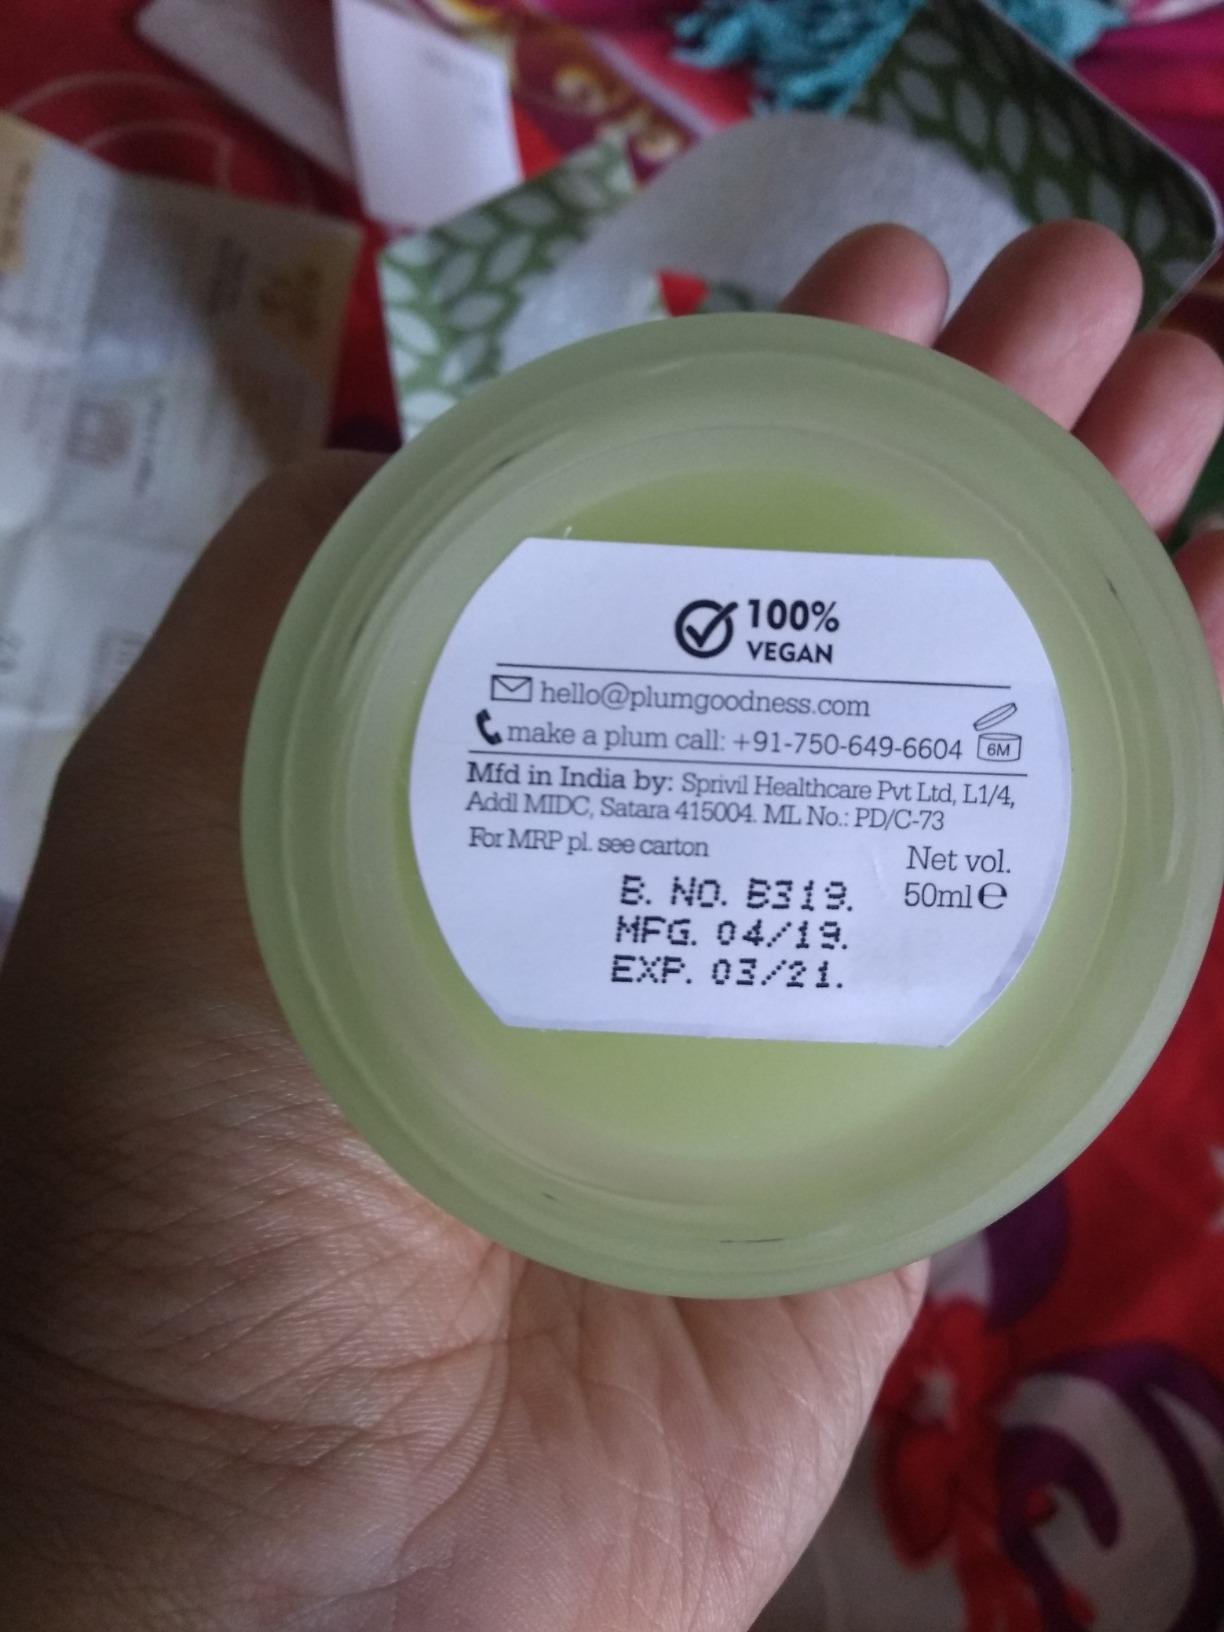 100%
VEGAN
hello@plumgoodness.com
make a plum call: +91-750-649-6604
6M
Mfd in India by: Sprivil Healthcare Pvt Ltd, L1/4,
Addl MIDC, Satara 415004. ML No.: PD/C-73
For MRP pl. see carton
Net vol.
50ml e
B. NO. B319.
MFG. 04/19.
EXP. 03/21.